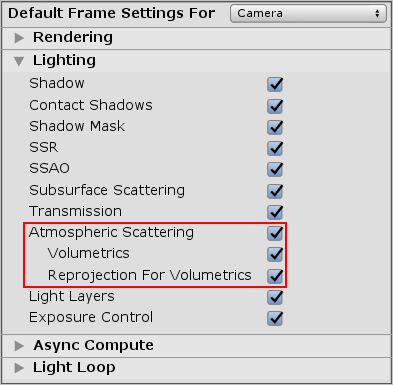 Default Frame Settings For Camera
Rendering
Lighting
Shadow
Contact Shadows
Shadow Mask
SSR
SSAO
Subsurface Scattering
Transmission
Atmospheric Scattering
Volumetrics
Reprojection For Volumetrics
Light Layers
Exposure Control
Async Compute
Light Loop